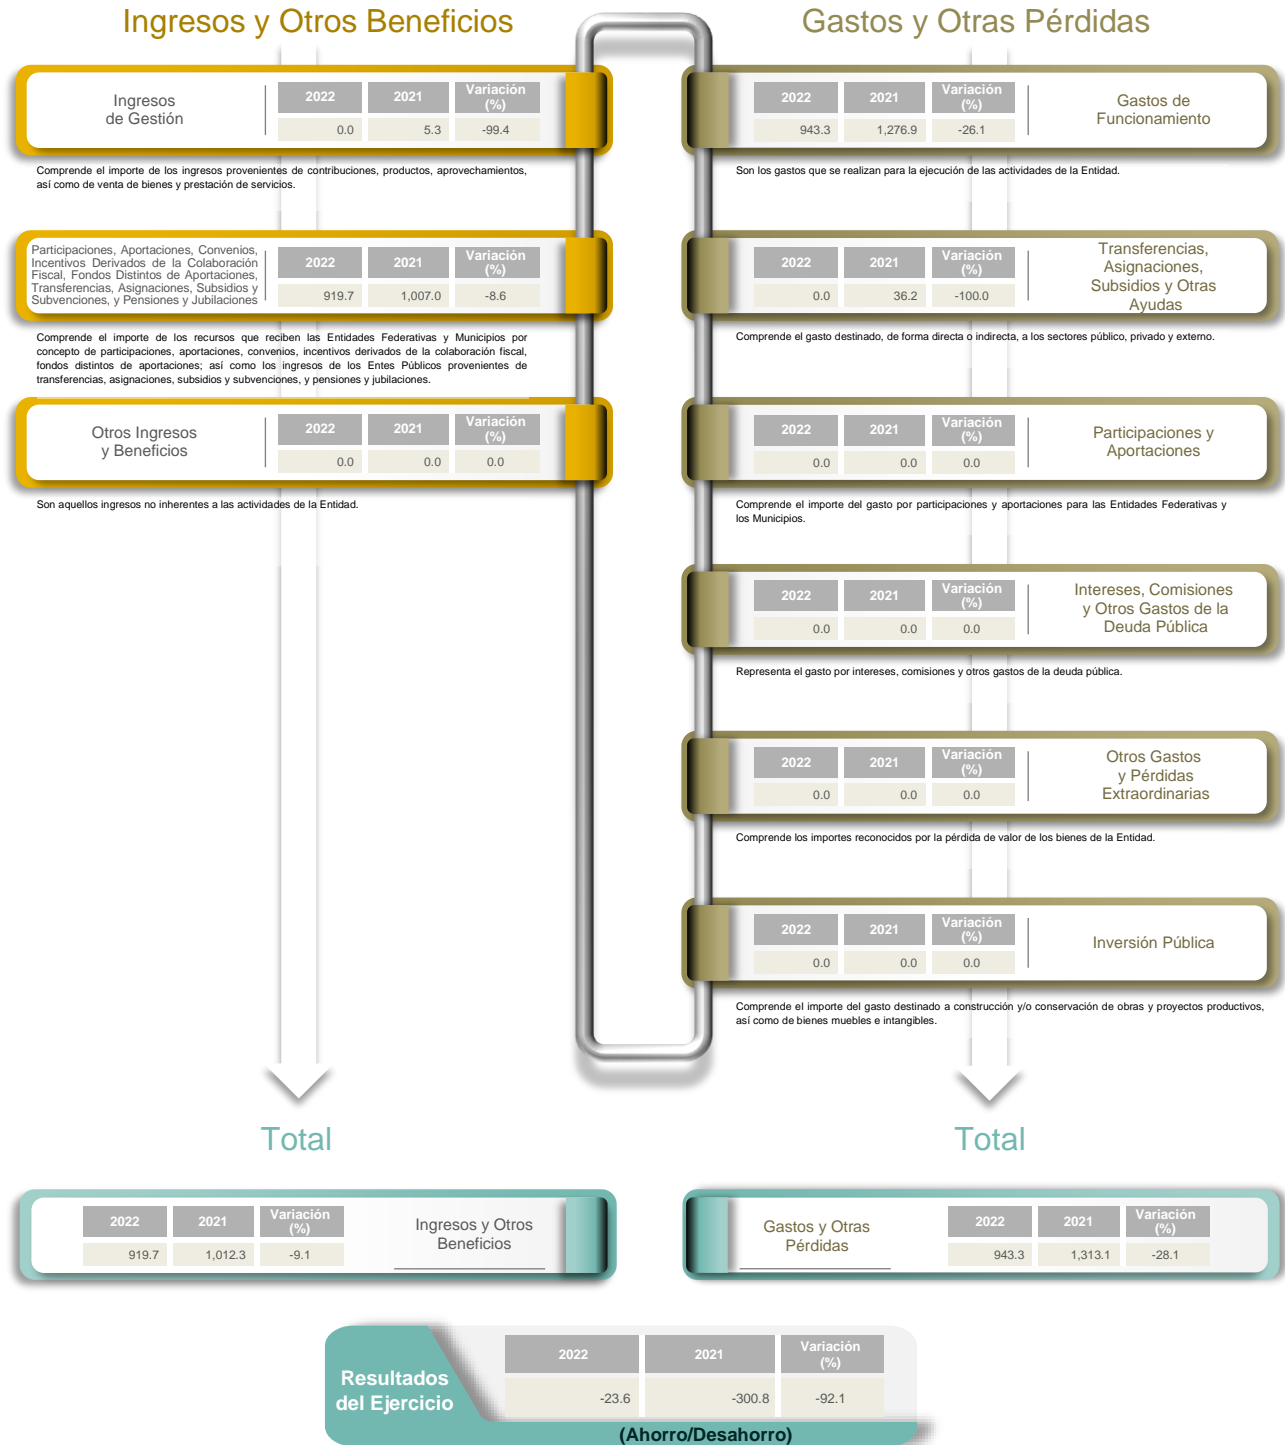 Ingresos y Otros Beneficios
Ingresos
de Gestión
2022 2021 Variación (%)
0.0 5.3 -99.4
Comprende el importe de los ingresos provenientes de contribuciones, productos, aprovechamientos,
así como de venta de bienes y prestación de servicios.
Participaciones, Aportaciones, Convenios,
Incentivos Derivados de la Colaboración
Fiscal, Fondos Distintos de Aportaciones,
Transferencias, Asignaciones, Subsidios y
Subvenciones, y Pensiones y Jubilaciones
2022 2021 Variación (%)
919.7 1,007.0 -8.6
Comprende el importe de los recursos que reciben las Entidades Federativas y Municipios por
concepto de participaciones, aportaciones, convenios, incentivos derivados de la colaboración fiscal,
fondos distintos de aportaciones; así como los ingresos de los Entes Públicos provenientes de
transferencias, asignaciones, subsidios y subvenciones, y pensiones y jubilaciones.
Otros Ingresos
y Beneficios
2022 2021 Variación (%)
0.0 0.0 0.0
Son aquellos ingresos no inherentes a las actividades de la Entidad.
Gastos y Otras Pérdidas
2022 2021 Variación (%)
943.3 1,276.9 -26.1
Gastos de
Funcionamiento
Son los gastos que se realizan para la ejecución de las actividades de la Entidad.
2022 2021 Variación (%)
0.0 36.2 -100.0
Transferencias,
Asignaciones,
Subsidios y Otras
Ayudas
Comprende el gasto destinado, de forma directa o indirecta, a los sectores público, privado y externo.
2022 2021 Variación (%)
0.0 0.0 0.0
Participaciones y
Aportaciones
Comprende el importe del gasto por participaciones y aportaciones para las Entidades Federativas y
los Municipios.
2022 2021 Variación (%)
0.0 0.0 0.0
Intereses, Comisiones
y Otros Gastos de la
Deuda Pública
Representa el gasto por intereses, comisiones y otros gastos de la deuda pública.
2022 2021 Variación (%)
0.0 0.0 0.0
Otros Gastos
y Pérdidas
Extraordinarias
Comprende los importes reconocidos por la pérdida de valor de los bienes de la Entidad.
2022 2021 Variación (%)
0.0 0.0 0.0
Inversión Pública
Comprende el importe del gasto destinado a construcción y/o conservación de obras y proyectos productivos,
así como de bienes muebles e intangibles.
Total
2022 2021 Variación (%)
919.7 1,012.3 -9.1
Ingresos y Otros
Beneficios
Total
Gastos y Otras
Pérdidas
2022 2021 Variación (%)
943.3 1,313.1 -28.1
Resultados
del Ejercicio
2022 2021 Variación (%)
-23.6 -300.8 -92.1
(Ahorro/Desahorro)